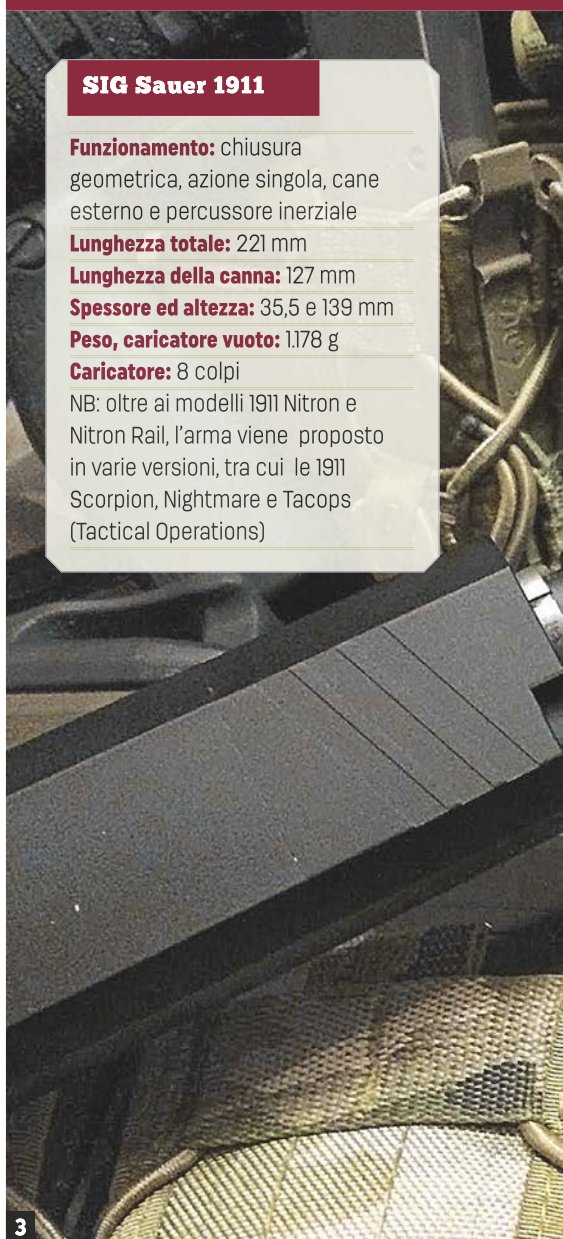 SIG Sauer 1911
Funzionamento: chiusura
geometrica, azione singola, cane
esterno e percussore inerziale
Lunghezza totale: 221 mm
Lunghezza della canna: 127 mm
Spessore ed altezza: 35,5 e 139 mm
Peso, caricatore vuoto: 1.178 g
Caricatore: 8 colpi
NB: oltre ai modelli 1911 Nitron e
Nitron Rail, l’arma viene  proposto
in varie versioni, tra cui  le 1911
Scorpion, Nightmare e Tacops
(Tactical Operations)
3